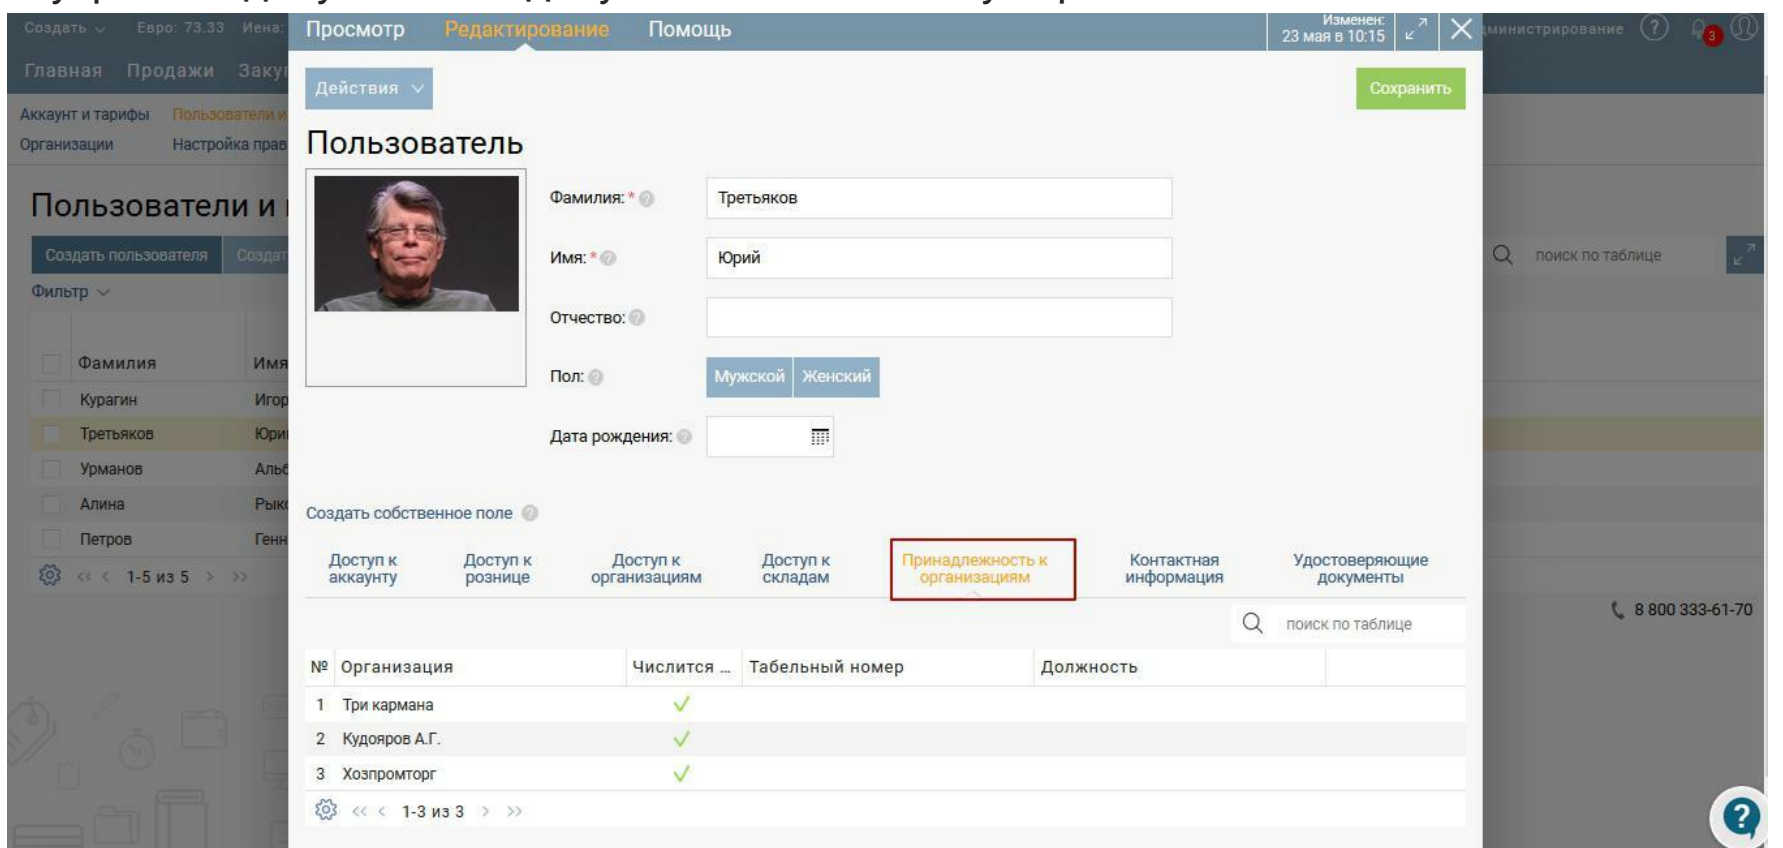 Создать Евро: 73.33 Иена:
Просмотр Редактирование Помощь
Изменен:
23 мая в 10:15
министрирование ? 3
Главная Продажи Заку
Действия
Сохранить
Аккаунт и тарифы Пользователи и
Организации Настройка прав
Пользователь
Пользователи и
Фамилия: * ? Третьяков
Создать пользователя Создат
Имя: * ? Юрий
поиск по таблице
Фильтр
Отчество: ?
Фамилия Имя
Пол: ? Мужской Женский
Курагин Игор
Третьяков Юри
Дата рождения: ?
Урманов Альб
Алина Рыко
Создать собственное поле ?
Петров Генн
1-5 из 5
Доступ к аккаунту
Доступ к рознице
Доступ к организациям
Доступ к складам
Принадлежность к организациям
Контактная информация
Удостоверяющие документы
8 800 333-61-70
поиск по таблице
№ Организация Числится ... Табельный номер Должность
1 Три кармана
2 Кудояров А.Г.
3 Хозпромторг
1-3 из 3
?